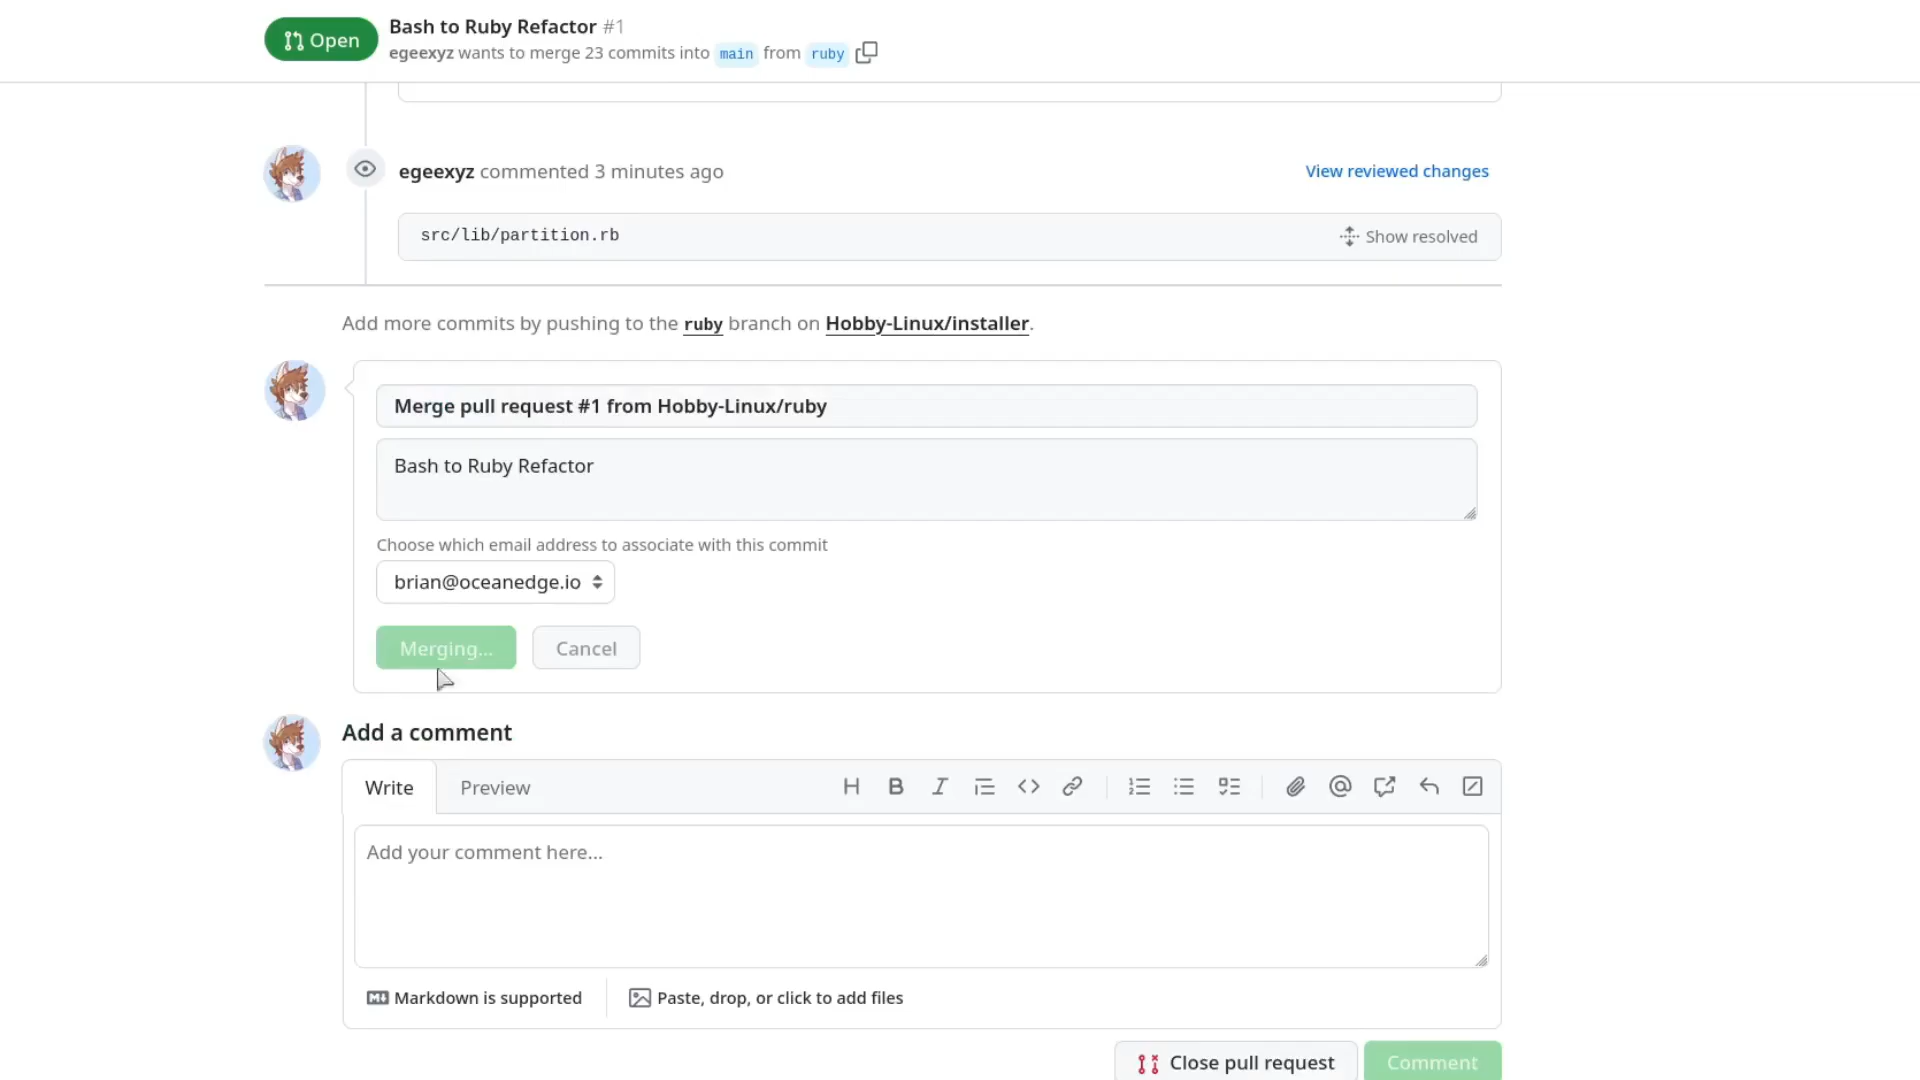 Open
Bash to Ruby Refactor #1
egeexyz wants to merge 23 commits into main from ruby
egeexyz commented 3 minutes ago
View reviewed changes
src/lib/partition.rb
Show resolved
Add more commits by pushing to the ruby branch on Hobby-Linux/installer.
Merge pull request #1 from Hobby-Linux/ruby
Bash to Ruby Refactor
Choose which email address to associate with this commit
brian@oceanedge.io
Merging...
Cancel
Add a comment
Write
Preview
Add your comment here...
Markdown is supported
Paste, drop, or click to add files
Close pull request
Comment